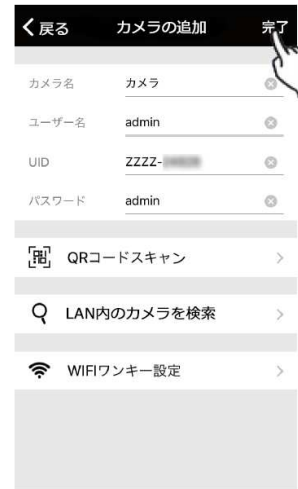 戻る カメラの追加 完了
カメラ名 カメラ
ユーザー名 admin
UID ZZZZ-
パスワード admin
QRコードスキャン
LAN内のカメラを検索
WIFIワンキー設定